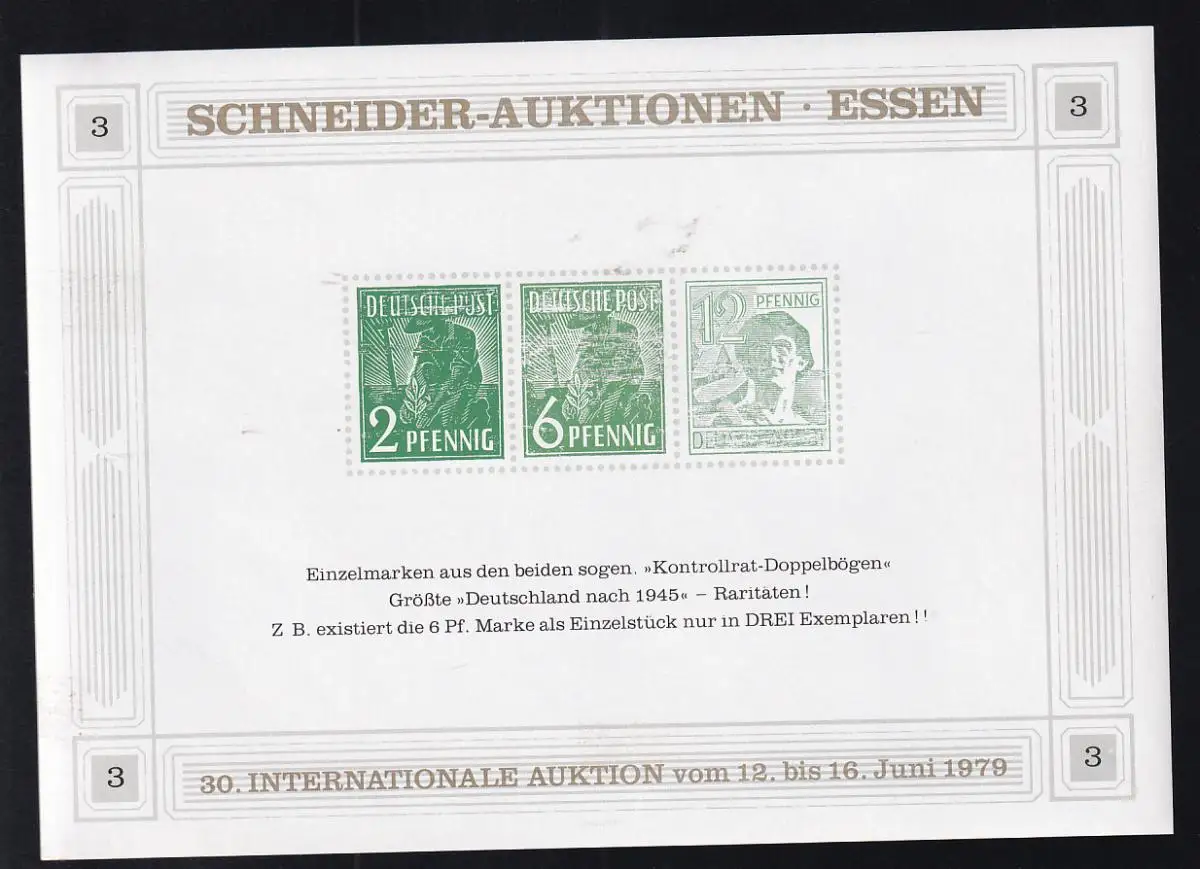 SCHNEIDER-AUKTIONEN · ESSEN
3
3
DEUTSCHE POST
2 PFENNIG
DEUTSCHE POST
6 PFENNIG
12 PFENNIG
Einzelmarken aus den beiden sogen. »Kontrollrat-Doppelbögen«
Größte »Deutschland nach 1945« – Raritäten!
Z B. existiert die 6 Pf. Marke als Einzelstück nur in DREI Exemplaren!!
3
3
30. INTERNATIONALE AUKTION vom 12. bis 16. Juni 1979